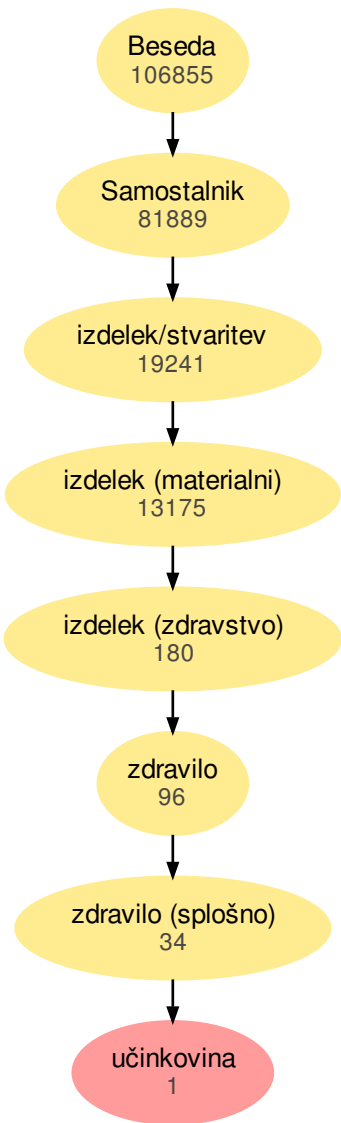 Beseda
106855
Samostalnik
81889
izdelek/stvaritev
19241
izdelek (materialni)
13175
izdelek (zdravstvo)
180
zdravilo
96
zdravilo (splošno)
34
učinkovina
1